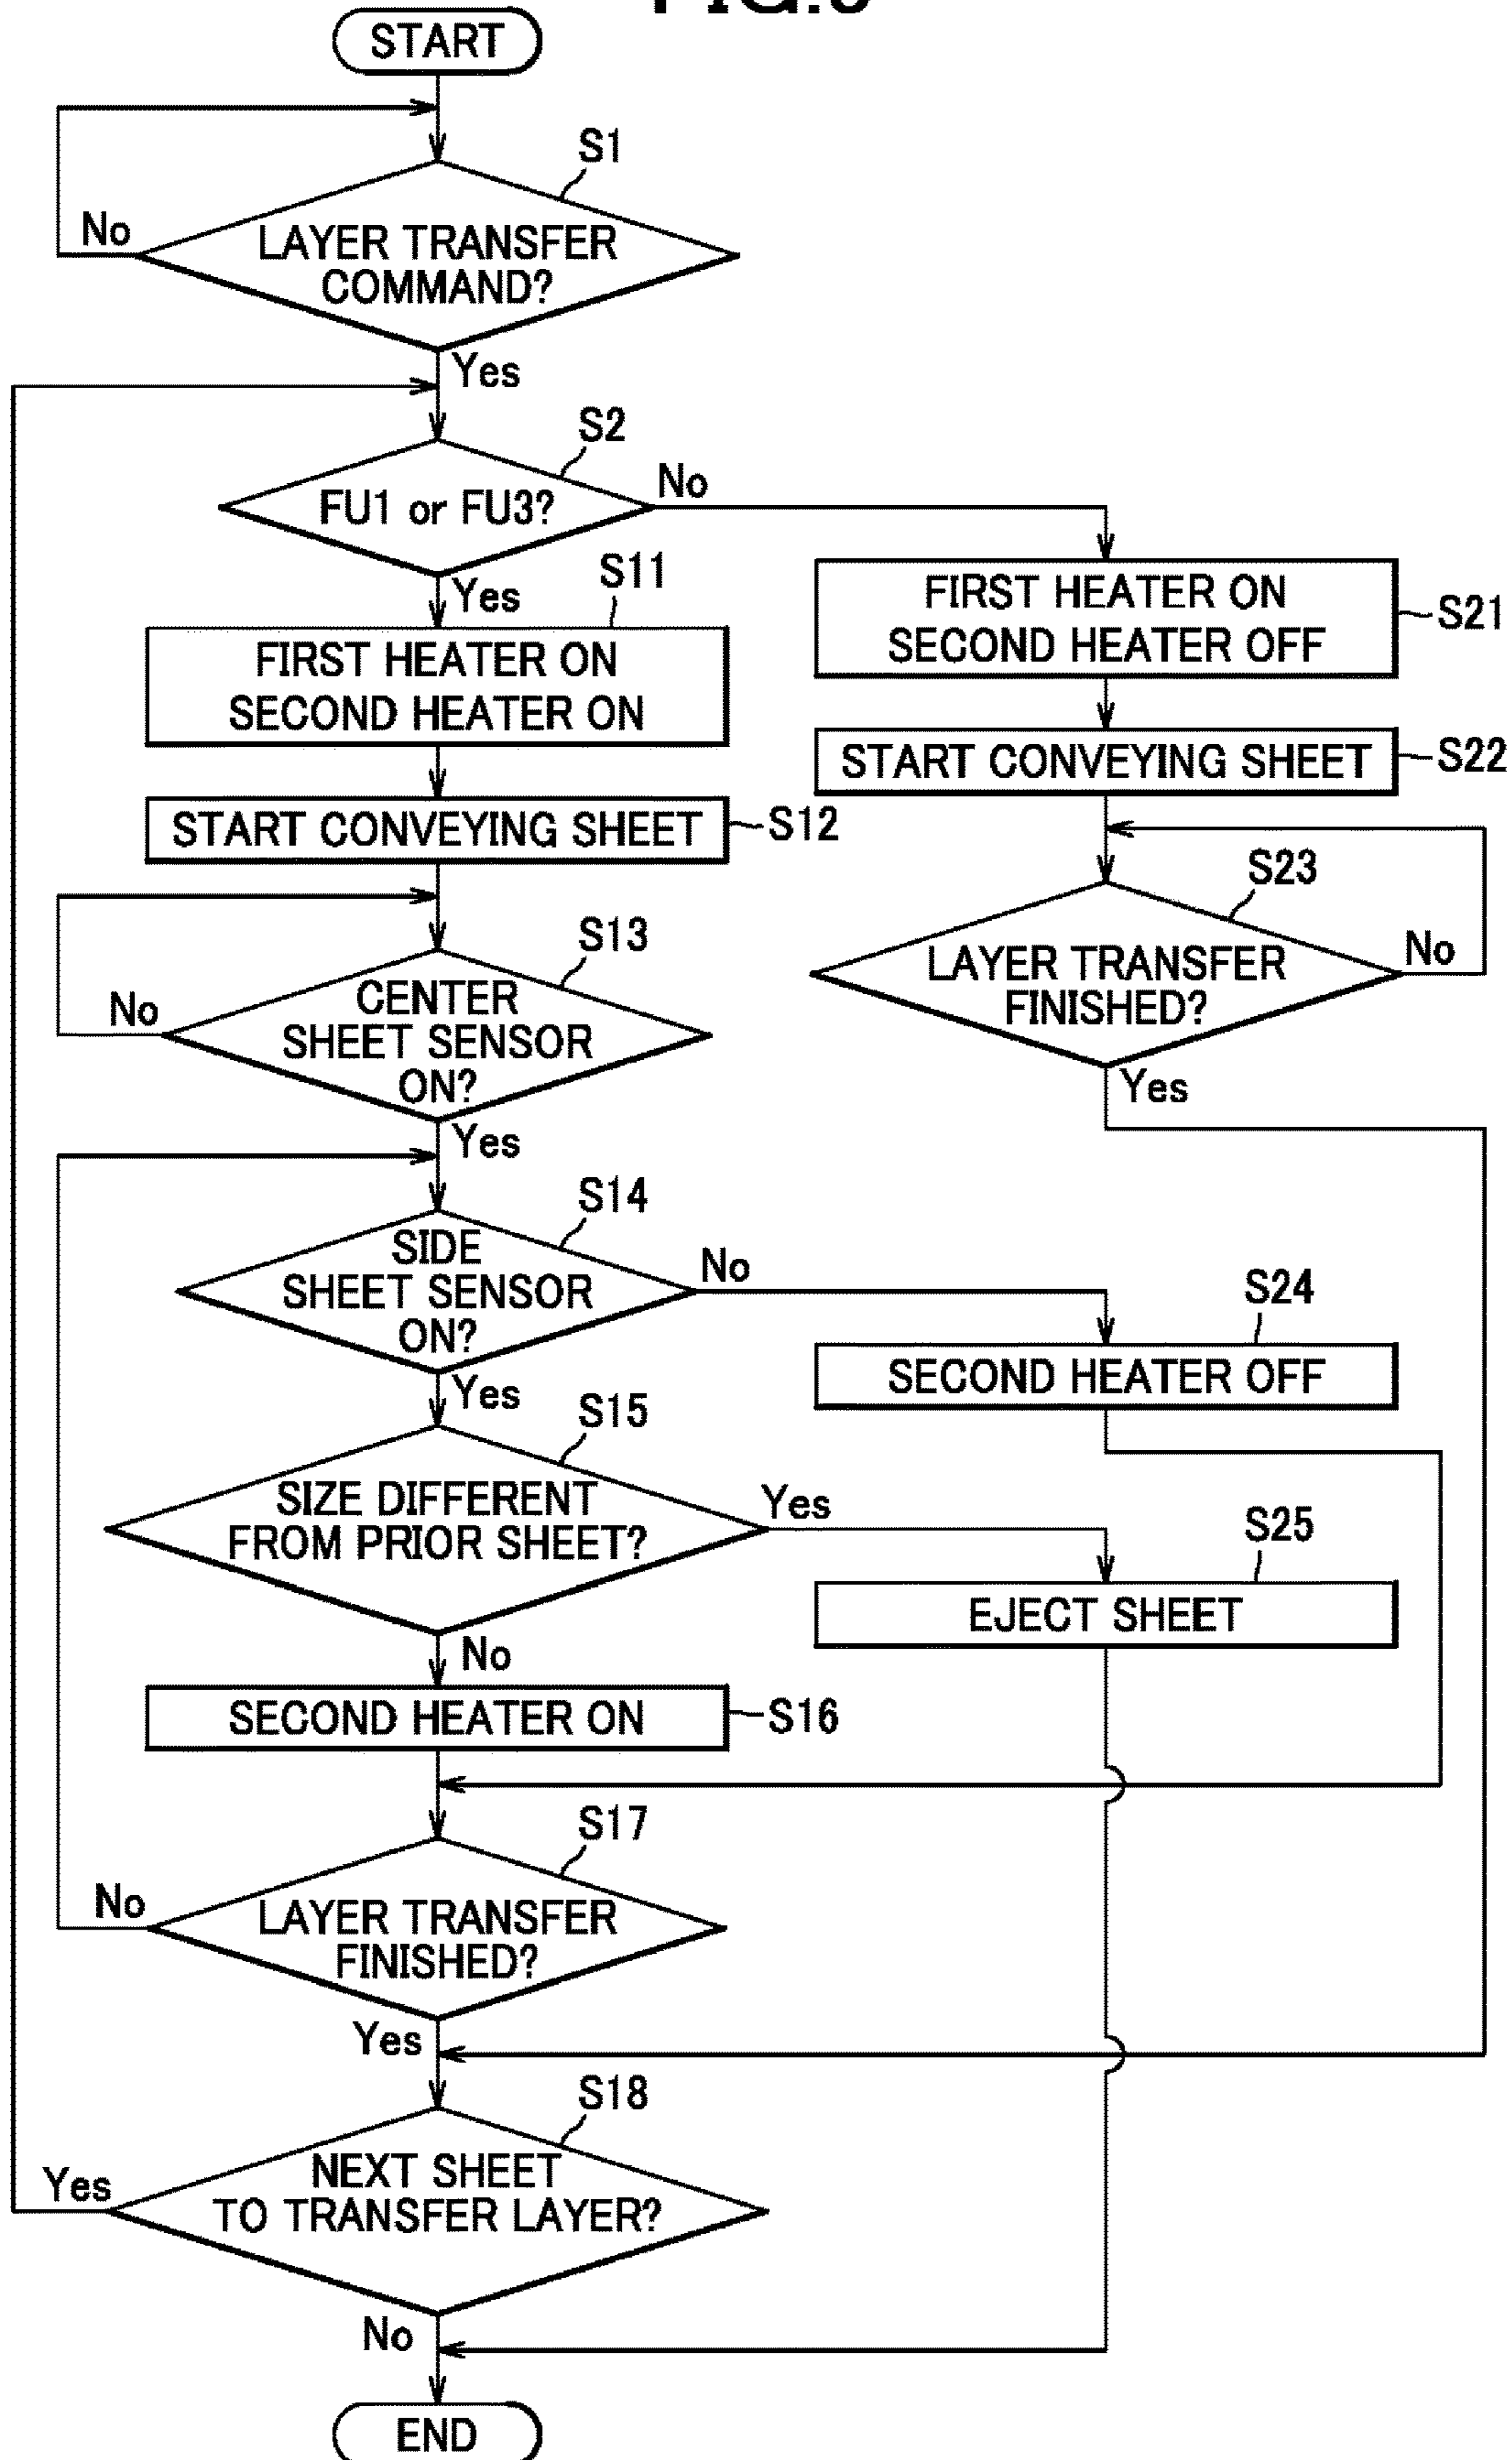 START
S1
No
LAYER TRANSFER
COMMAND?
Yes
S2
No
FU1 or FU3?
Yes
S11
FIRST HEATER ON
SECOND HEATER ON
FIRST HEATER ON
SECOND HEATER OFF
S21
START CONVEYING SHEET
S12
START CONVEYING SHEET
S22
S13
No
CENTER
SHEET SENSOR
ON?
Yes
S23
No
LAYER TRANSFER
FINISHED?
Yes
S14
SIDE
SHEET SENSOR
ON?
No
Yes
S24
SECOND HEATER OFF
S15
SIZE DIFFERENT
FROM PRIOR SHEET?
Yes
No
S25
EJECT SHEET
SECOND HEATER ON
S16
S17
No
LAYER TRANSFER
FINISHED?
Yes
S18
Yes
NEXT SHEET
TO TRANSFER LAYER?
No
END